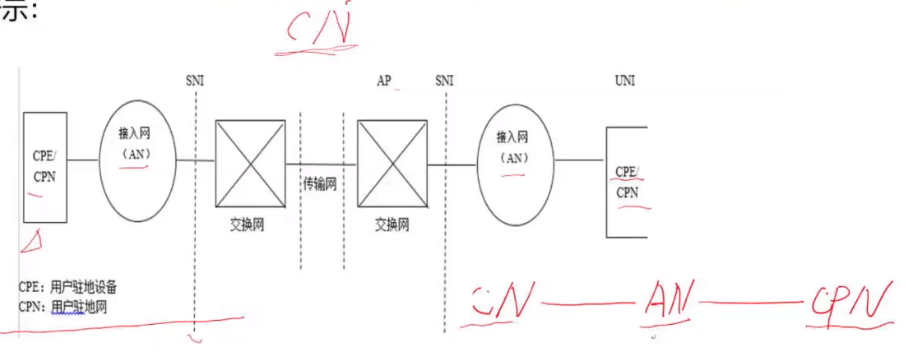 示:
CN
SNI AP SNI UNI
接入网
(AN)
接入网
(AN)
CPE/
CPN
CPE/
CPN
传输网
交换网 交换网
CPE: 用户驻地设备
CPN: 用户驻地网
CN — AN — CPN